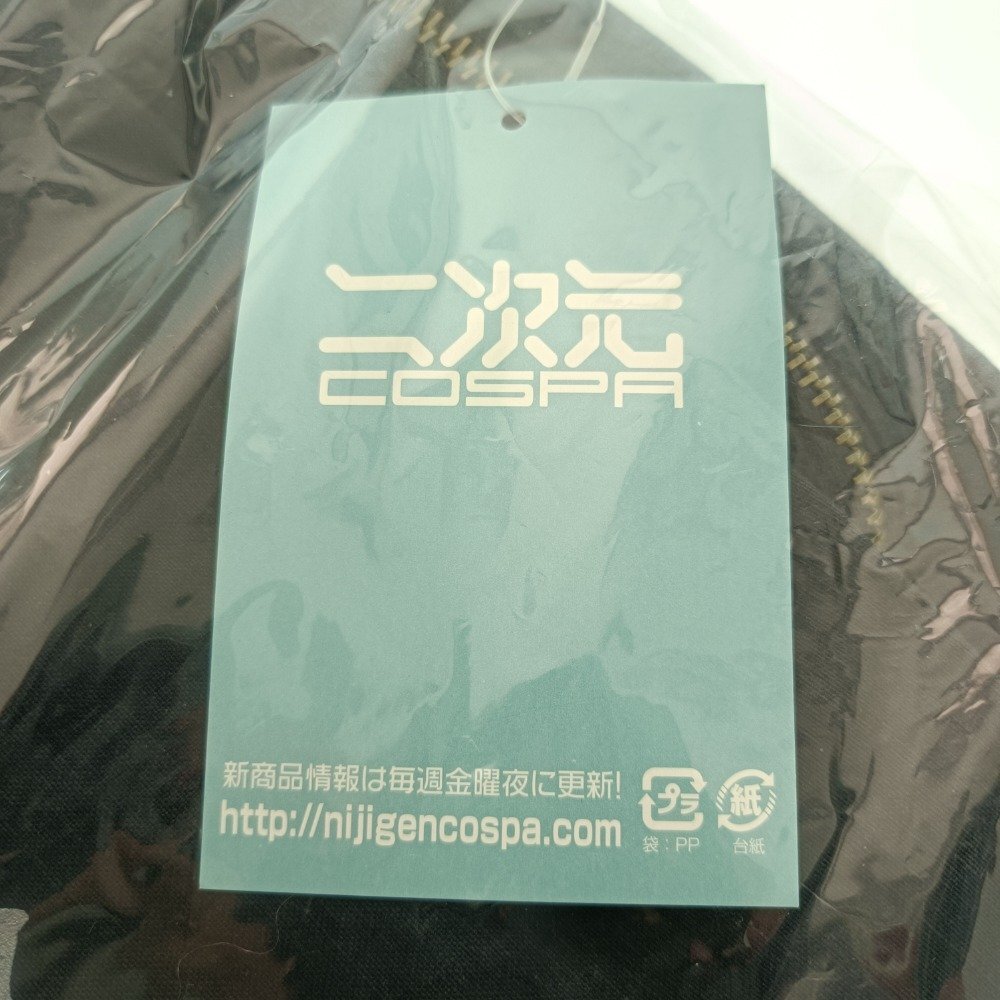 二次元
COSPA
新商品情報は毎週金曜夜に更新!
http://nijigencospa.com
プラ
袋:PP
紙
台紙